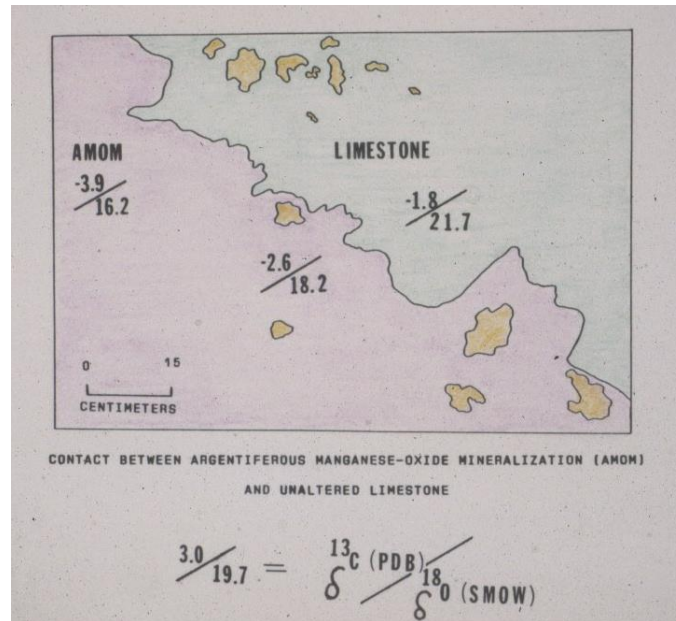 AMOM
LIMESTONE
-3.9/16.2
-1.8/21.7
-2.6/18.2
0 15
CENTIMETERS
CONTACT BETWEEN ARGENTIFEROUS MANGANESE-OXIDE MINERALIZATION (AMOM)
AND UNALTERED LIMESTONE
3.0/19.7 = δ13C (PDB)/δ18O (SMOW)